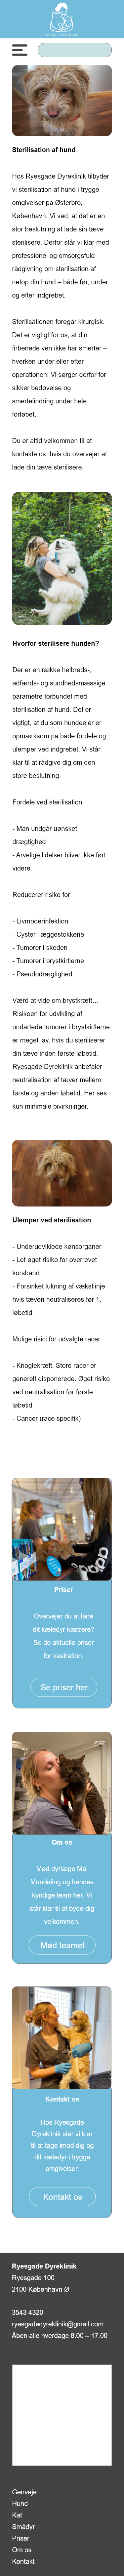 Sterilisation af hund
Hos Ryesgade Dyreklinik tilbyder
vi sterilisation af hund i trygge
omgivelser på Østerbro,
København. Vi ved, at det er en
stor beslutning at lade sin tæve
sterilisere. Derfor står vi klar med
professionel og omsorgsfuld
rådgivning om sterilisation af
netop din hund – både før, under
og efter indgrebet.
Sterilisationen foregår kirurgisk.
Det er vigtigt for os, at din
firbenede ven ikke har smerter –
hverken under eller efter
operationen. Vi sørger derfor for
sikker bedøvelse og
smertelindring under hele
forløbet.
Du er altid velkommen til at
kontakte os, hvis du overvejer at
lade din tæve sterilisere.
Hvorfor sterilisere hunden?
Der er en række helbreds-,
adfærds- og sundhedsmæssige
parametre forbundet med
sterilisation af hund. Det er
vigtigt, at du som hundeejer er
opmærksom på både fordele og
ulemper ved indgrebet. Vi står
klar til at rådgive dig om den
store beslutning.
Fordele ved sterilisation
- Man undgår uønsket
drægtighed
- Arvelige lidelser bliver ikke ført
videre
Reducerer risiko for
- Livmoderinfektion
- Cyster i æggestokkene
- Tumorer i skeden
- Tumorer i brystkirtlerne
- Pseudodrægtighed
Værd at vide om brystkræft…
Risikoen for udvikling af
ondartede tumorer i brystkirtlerne
er meget lav, hvis du steriliserer
din tæve inden første løbetid.
Ryesgade Dyreklinik anbefaler
neutralisation af tæver mellem
første og anden løbetid. Her ses
kun minimale bivirkninger.
Ulemper ved sterilisation
- Underudviklede kønsorganer
- Let øget risiko for overrevet
korsbånd
- Forsinket lukning af vækstlinje
hvis tæven neutraliseres før 1.
løbetid
Mulige risici for udvalgte racer
- Knoglekræft: Store racer er
generelt disponerede. Øget risiko
ved neutralisation før første
løbetid
- Cancer (race specifik)
Priser
Overvejer du at lade
dit kæledyr kastrere?
Se de aktuelle priser
for kastration.
Se priser her
Om os
Mød dyrlæge Mai
Mundeling og hendes
kyndige team her. Vi
står klar til at byde dig
velkommen.
Mød teamet
Kontakt os
Hos Ryesgade
Dyreklinik står vi klar
til at tage imod dig og
dit kæledyr i trygge
omgivelser.
Kontakt os
Ryesgade Dyreklinik
Ryesgade 100
2100 København Ø
3543 4320
ryesgadedyreklinik@gmail.com
Åben alle hverdage 8.00 – 17.00
Genveje
Hund
Kat
Smådyr
Priser
Om os
Kontakt